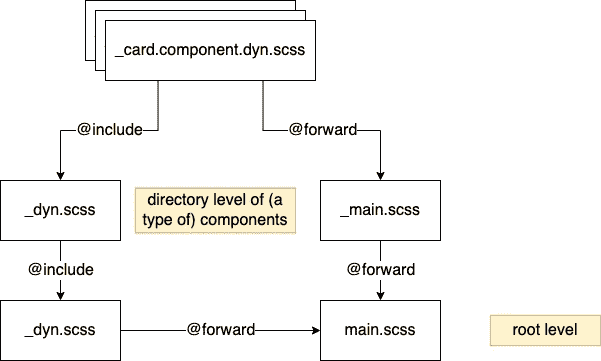 _card.component.dyn.scss
@include
@forward
_dyn.scss
directory level of (a
type of) components
_main.scss
@include
@forward
_dyn.scss
@forward
main.scss
root level